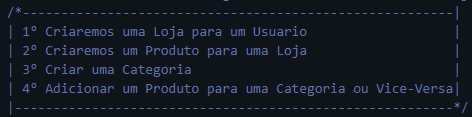 /*------------------------------------------------------|
| 1º Criaremos uma Loja para um Usuario |
| 2º Criaremos um Produto para uma Loja |
| 3º Criar uma Categoria |
| 4º Adicionar um Produto para uma Categoria ou Vice-Versa|
|-------------------------------------------------------*/